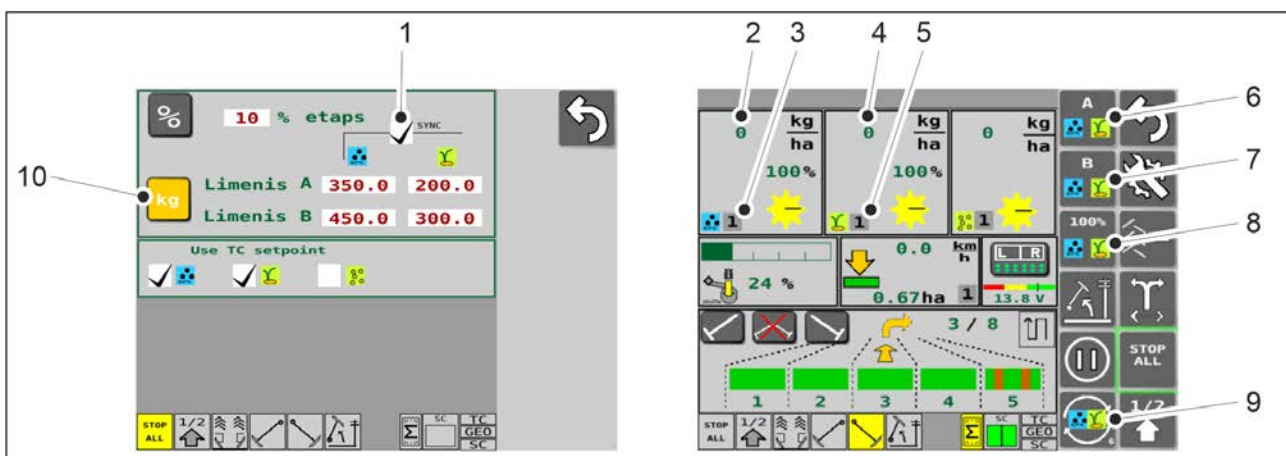 1
2
3
4
5
6
7
8
9
10
% 10 % etaps
SYNC
kg
Limenis A 350.0 200.0
Limenis B 450.0 300.0
Use TC setpoint
STOP ALL
1/2
Σ
SC
TC
GEO
SC
0 kg/ha
100%
1
0 kg/ha
100%
1
0 kg/ha
1
24 %
0.0 km/h
0.67ha 1
L R
13.8 V
3 / 8
1 2 3 4 5
STOP ALL
1/2
Σ
SC
TC
GEO
SC
A
B
100%
STOP ALL
1/2